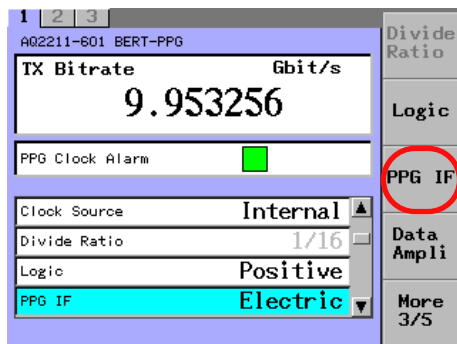 1 2 3
AQ2211-601 BERT-PPG
TX Bitrate Gbit/s
9.953256
PPG Clock Alarm
Clock Source Internal
Divide Ratio 1/16
Logic Positive
PPG IF Electric
Divide
Ratio
Logic
PPG IF
Data
Ampli
More
3/5